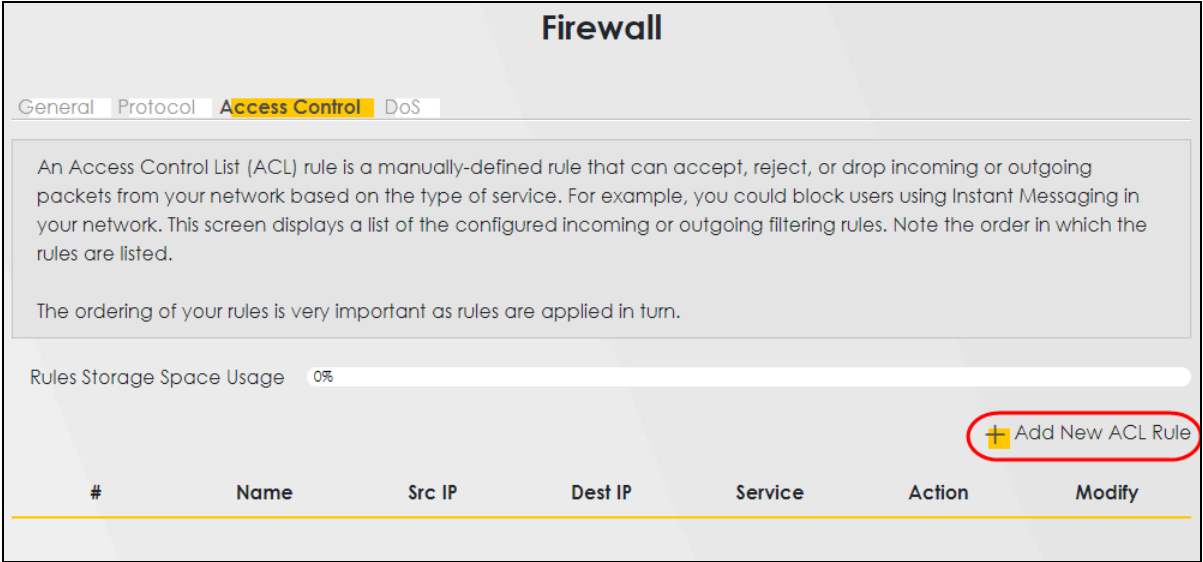 Firewall
General Protocol Access Control DoS
An Access Control List (ACL) rule is a manually-defined rule that can accept, reject, or drop incoming or outgoing
packets from your network based on the type of service. For example, you could block users using Instant Messaging in
your network. This screen displays a list of the configured incoming or outgoing filtering rules. Note the order in which the
rules are listed.
The ordering of your rules is very important as rules are applied in turn.
Rules Storage Space Usage 0%
+ Add New ACL Rule
# Name Src IP Dest IP Service Action Modify